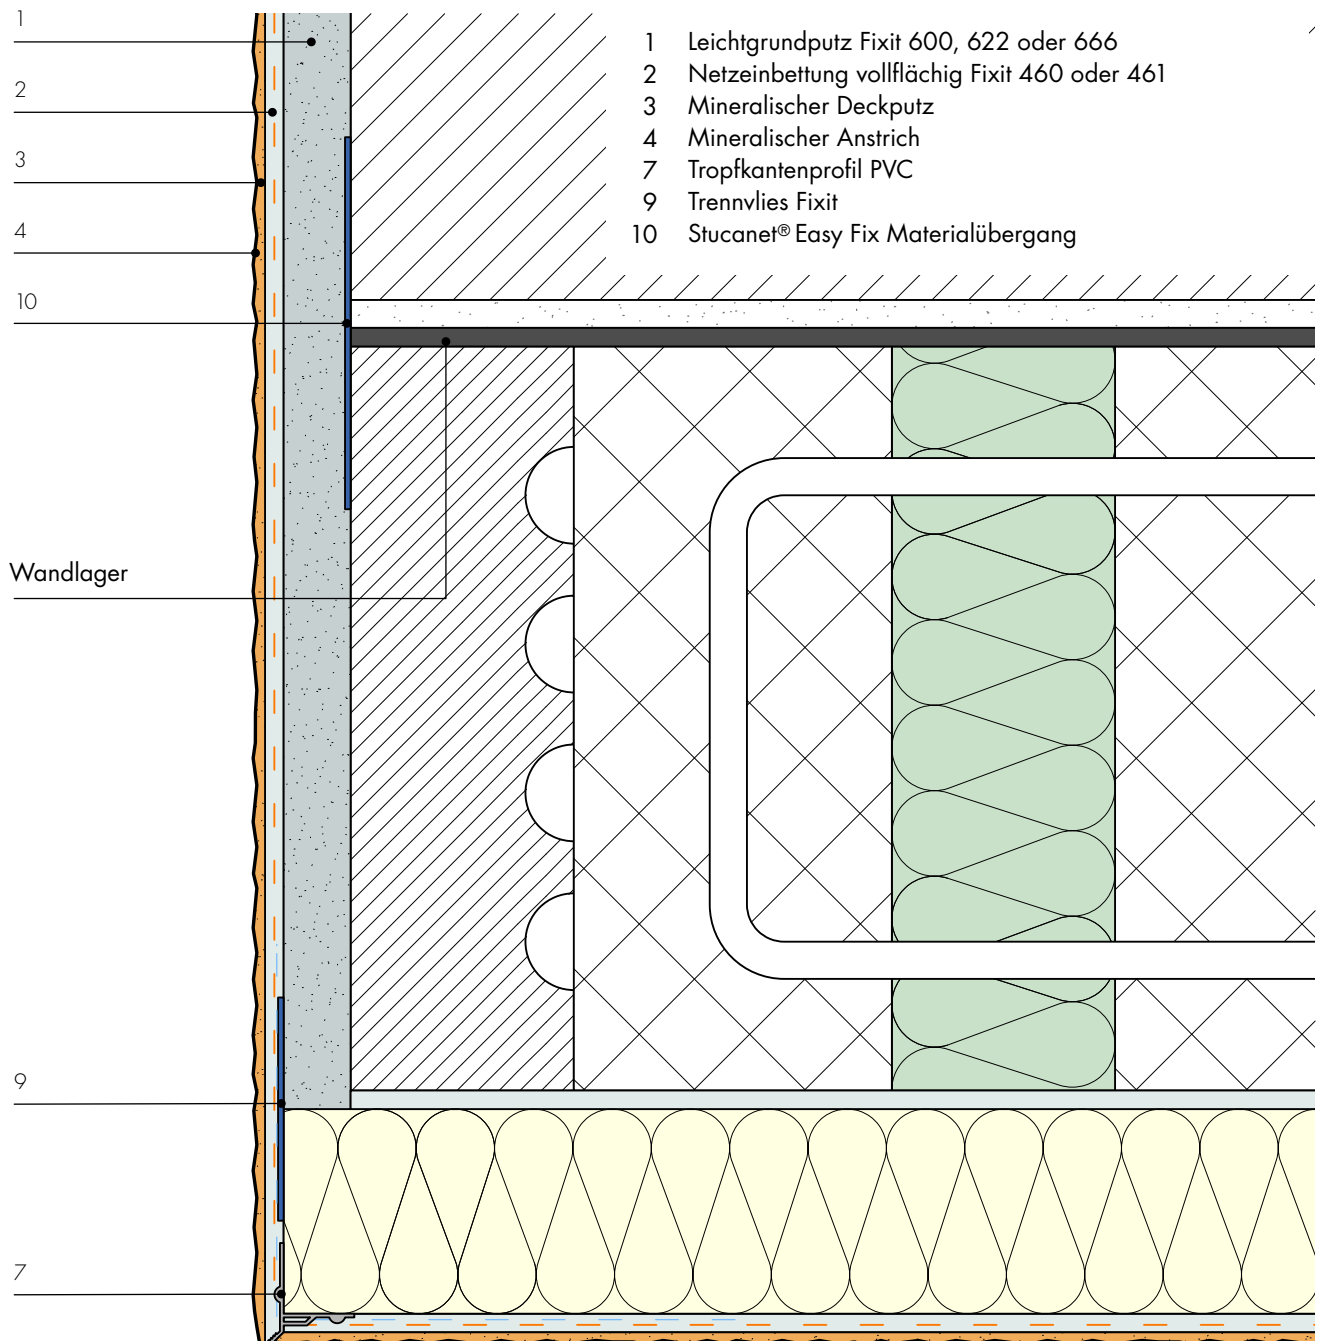 1
2
3
4
10
Wandlager
9
7
1 Leichtgrundputz Fixit 600, 622 oder 666
2 Netzeinbettung vollflächig Fixit 460 oder 461
3 Mineralischer Deckputz
4 Mineralischer Anstrich
7 Tropfkantenprofil PVC
9 Trennvlies Fixit
10 Stucanet® Easy Fix Materialübergang